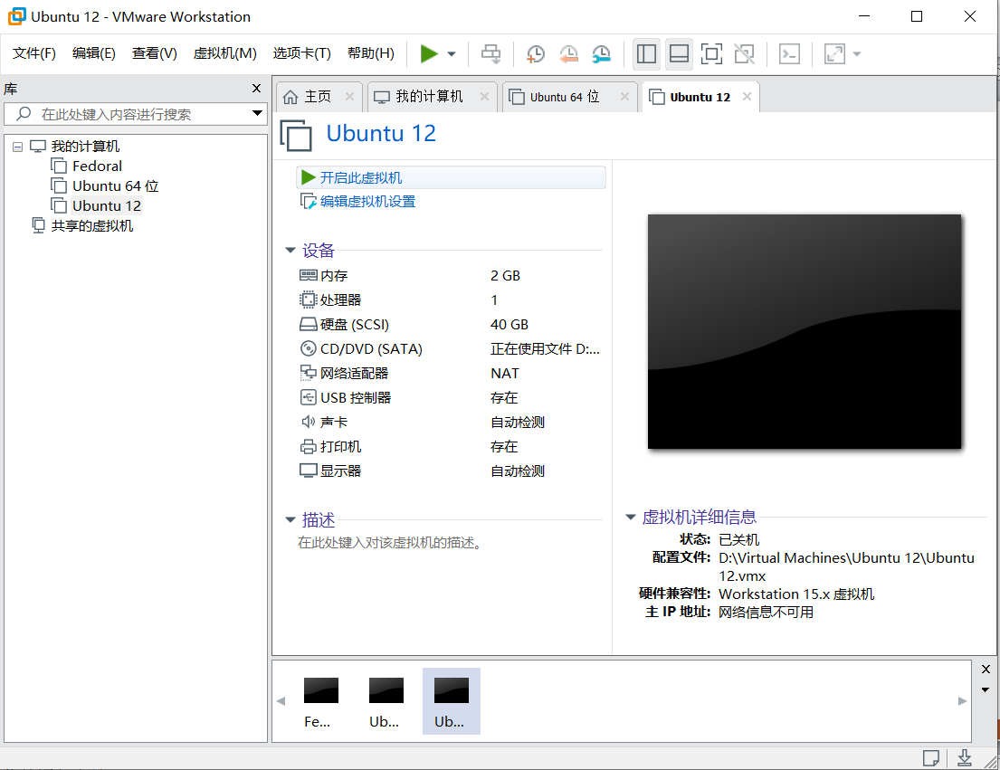 Ubuntu 12 - VMware Workstation
文件(F) 编辑(E) 查看(V) 虚拟机(M) 选项卡(T) 帮助(H)
库
在此处键入内容进行搜索
我的计算机
Fedoral
Ubuntu 64 位
Ubuntu 12
共享的虚拟机
主页 我的计算机 Ubuntu 64 位 Ubuntu 12
Ubuntu 12
开启此虚拟机
编辑虚拟机设置
设备
内存 2 GB
处理器 1
硬盘 (SCSI) 40 GB
CD/DVD (SATA) 正在使用文件 D:...
网络适配器 NAT
USB 控制器 存在
声卡 自动检测
打印机 存在
显示器 自动检测
描述
在此处键入对该虚拟机的描述。
虚拟机详细信息
状态: 已关机
配置文件: D:\Virtual Machines\Ubuntu 12\Ubuntu
12.vmx
硬件兼容性: Workstation 15.x 虚拟机
主 IP 地址: 网络信息不可用
Fe... Ub... Ub...